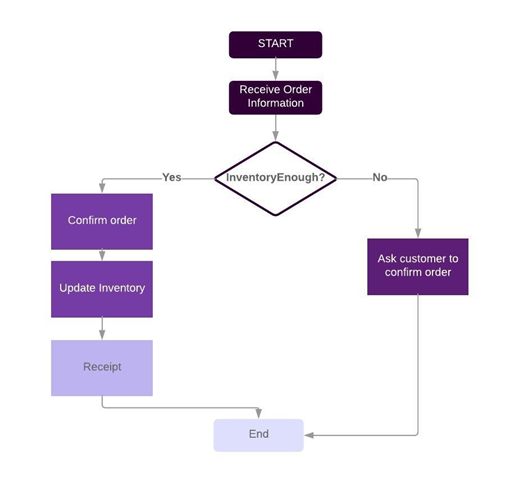 START
Receive Order
Information
InventoryEnough?
Yes
No
Confirm order
Ask customer to
confirm order
Update Inventory
Receipt
End